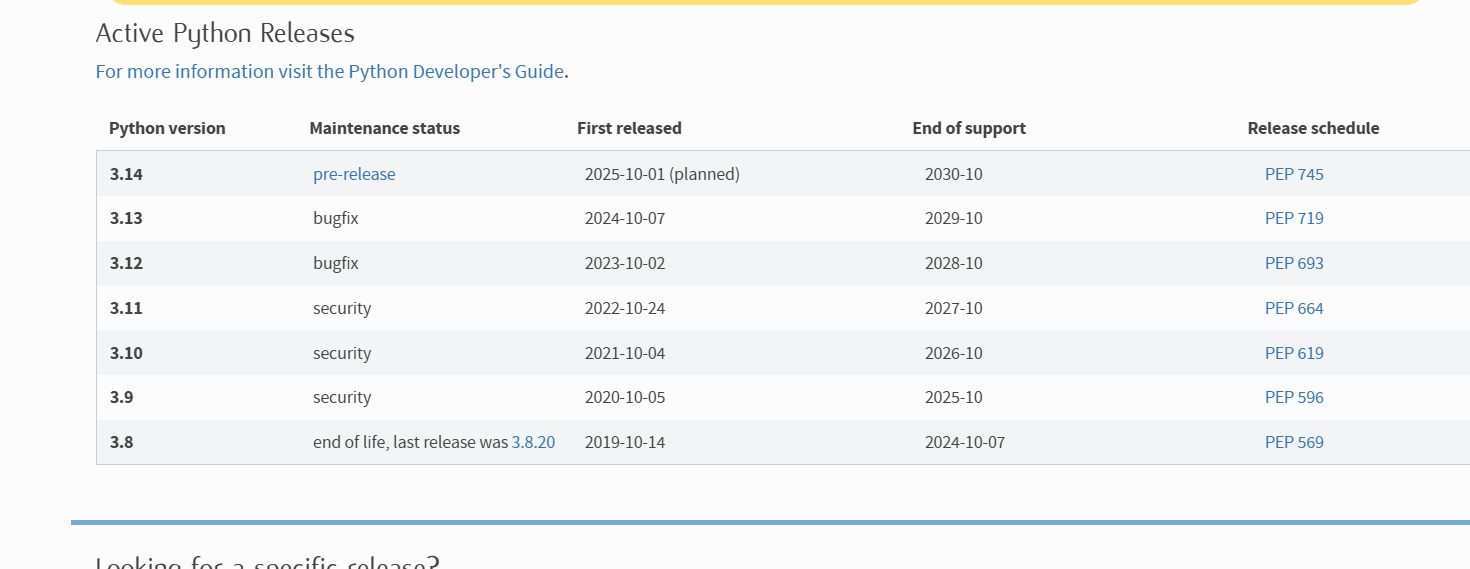 Active Python Releases
For more information visit the Python Developer's Guide.
Python version Maintenance status First released End of support Release schedule
3.14 pre-release 2025-10-01 (planned) 2030-10 PEP 745
3.13 bugfix 2024-10-07 2029-10 PEP 719
3.12 bugfix 2023-10-02 2028-10 PEP 693
3.11 security 2022-10-24 2027-10 PEP 664
3.10 security 2021-10-04 2026-10 PEP 619
3.9 security 2020-10-05 2025-10 PEP 596
3.8 end of life, last release was 3.8.20 2019-10-14 2024-10-07 PEP 569
Looking for a specific release?